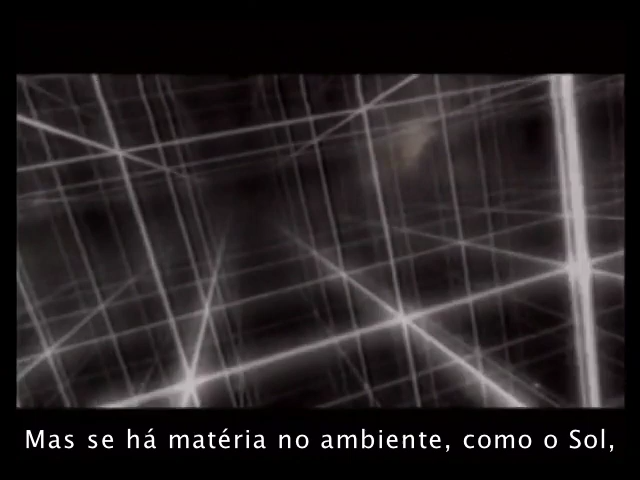 Mas se há matéria no ambiente, como o Sol,